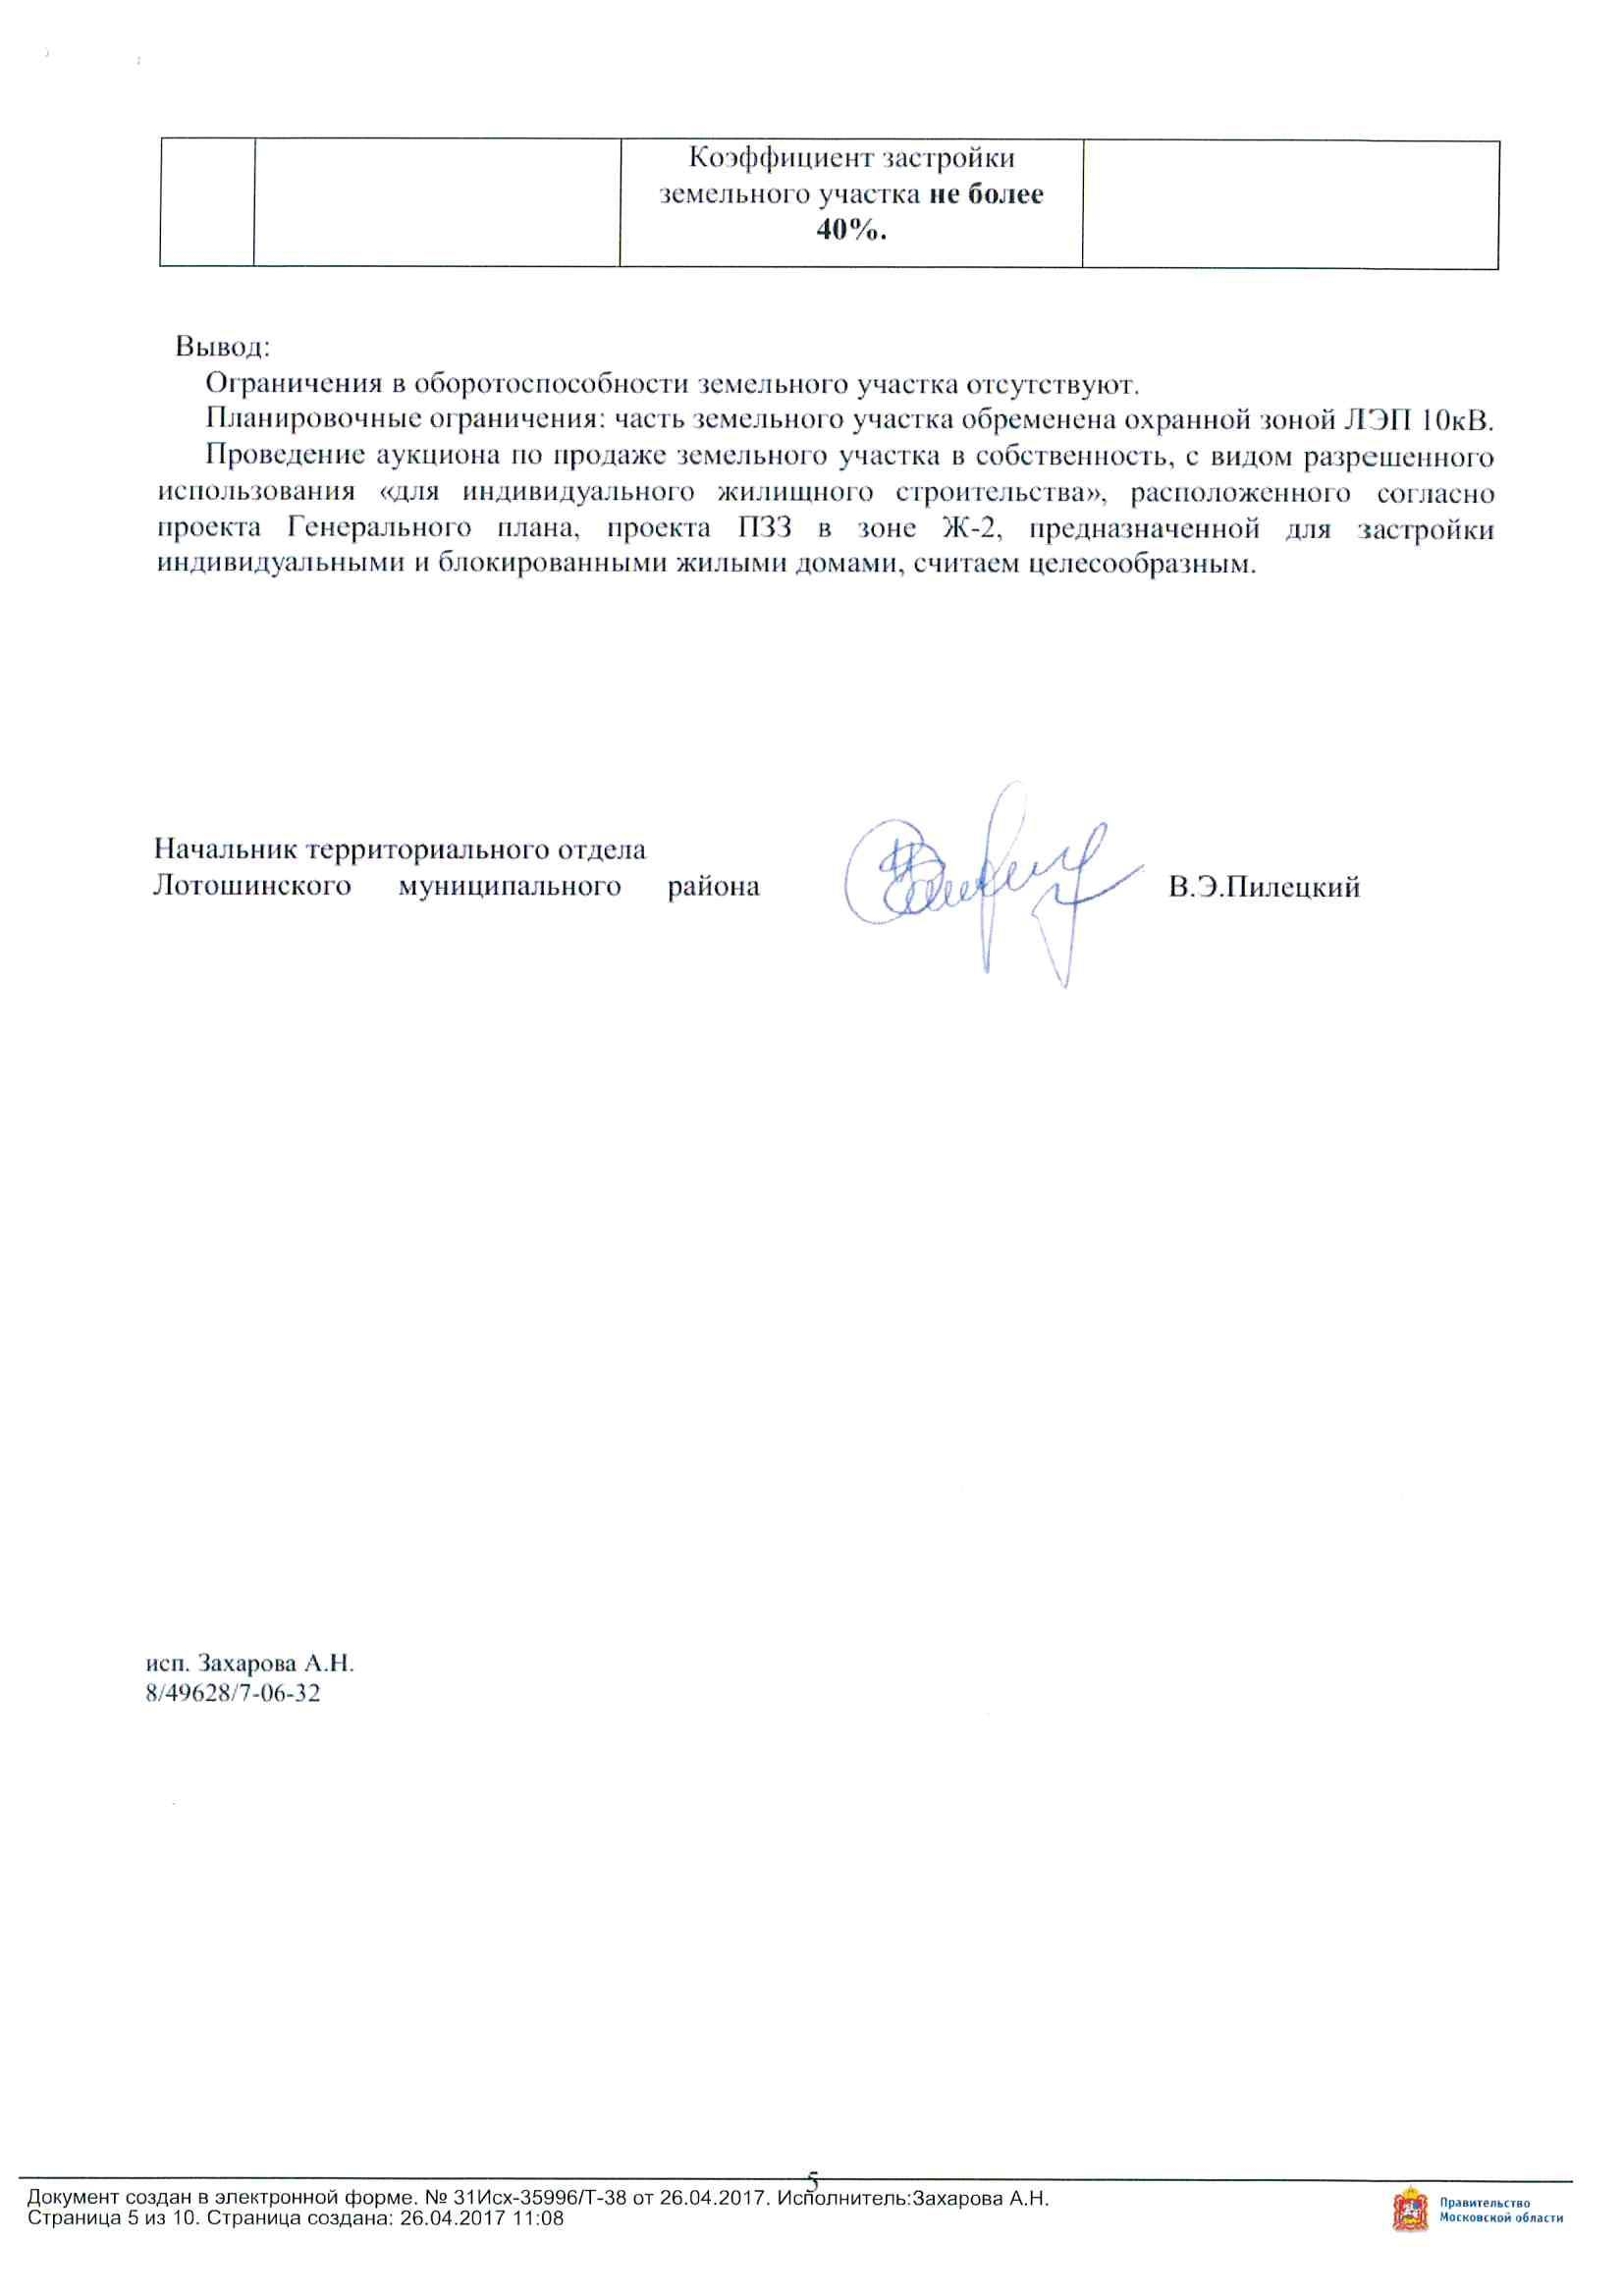 Коэффициент застройки
земельного участка не более
40%.
Вывод:
Ограничения в оборотоспособности земельного участка отсутствуют.
Планировочные ограничения: часть земельного участка обременена охранной зоной ЛЭП 10кВ.
Проведение аукциона по продаже земельного участка в собственность, с видом разрешенного
использования «для индивидуального жилищного строительства», расположенного согласно
проекта Генерального плана, проекта ПЗЗ в зоне Ж-2, предназначенной для застройки
индивидуальными и блокированными жилыми домами, считаем целесообразным.
Начальник территориального отдела
Лотошинского муниципального района В.Э.Пилецкий
исп. Захарова А.Н.
8/49628/7-06-32
5
Документ создан в электронной форме. № 31Исх-35996/Т-38 от 26.04.2017. Исполнитель:Захарова А.Н.
Страница 5 из 10. Страница создана: 26.04.2017 11:08
Правительство
Московской области